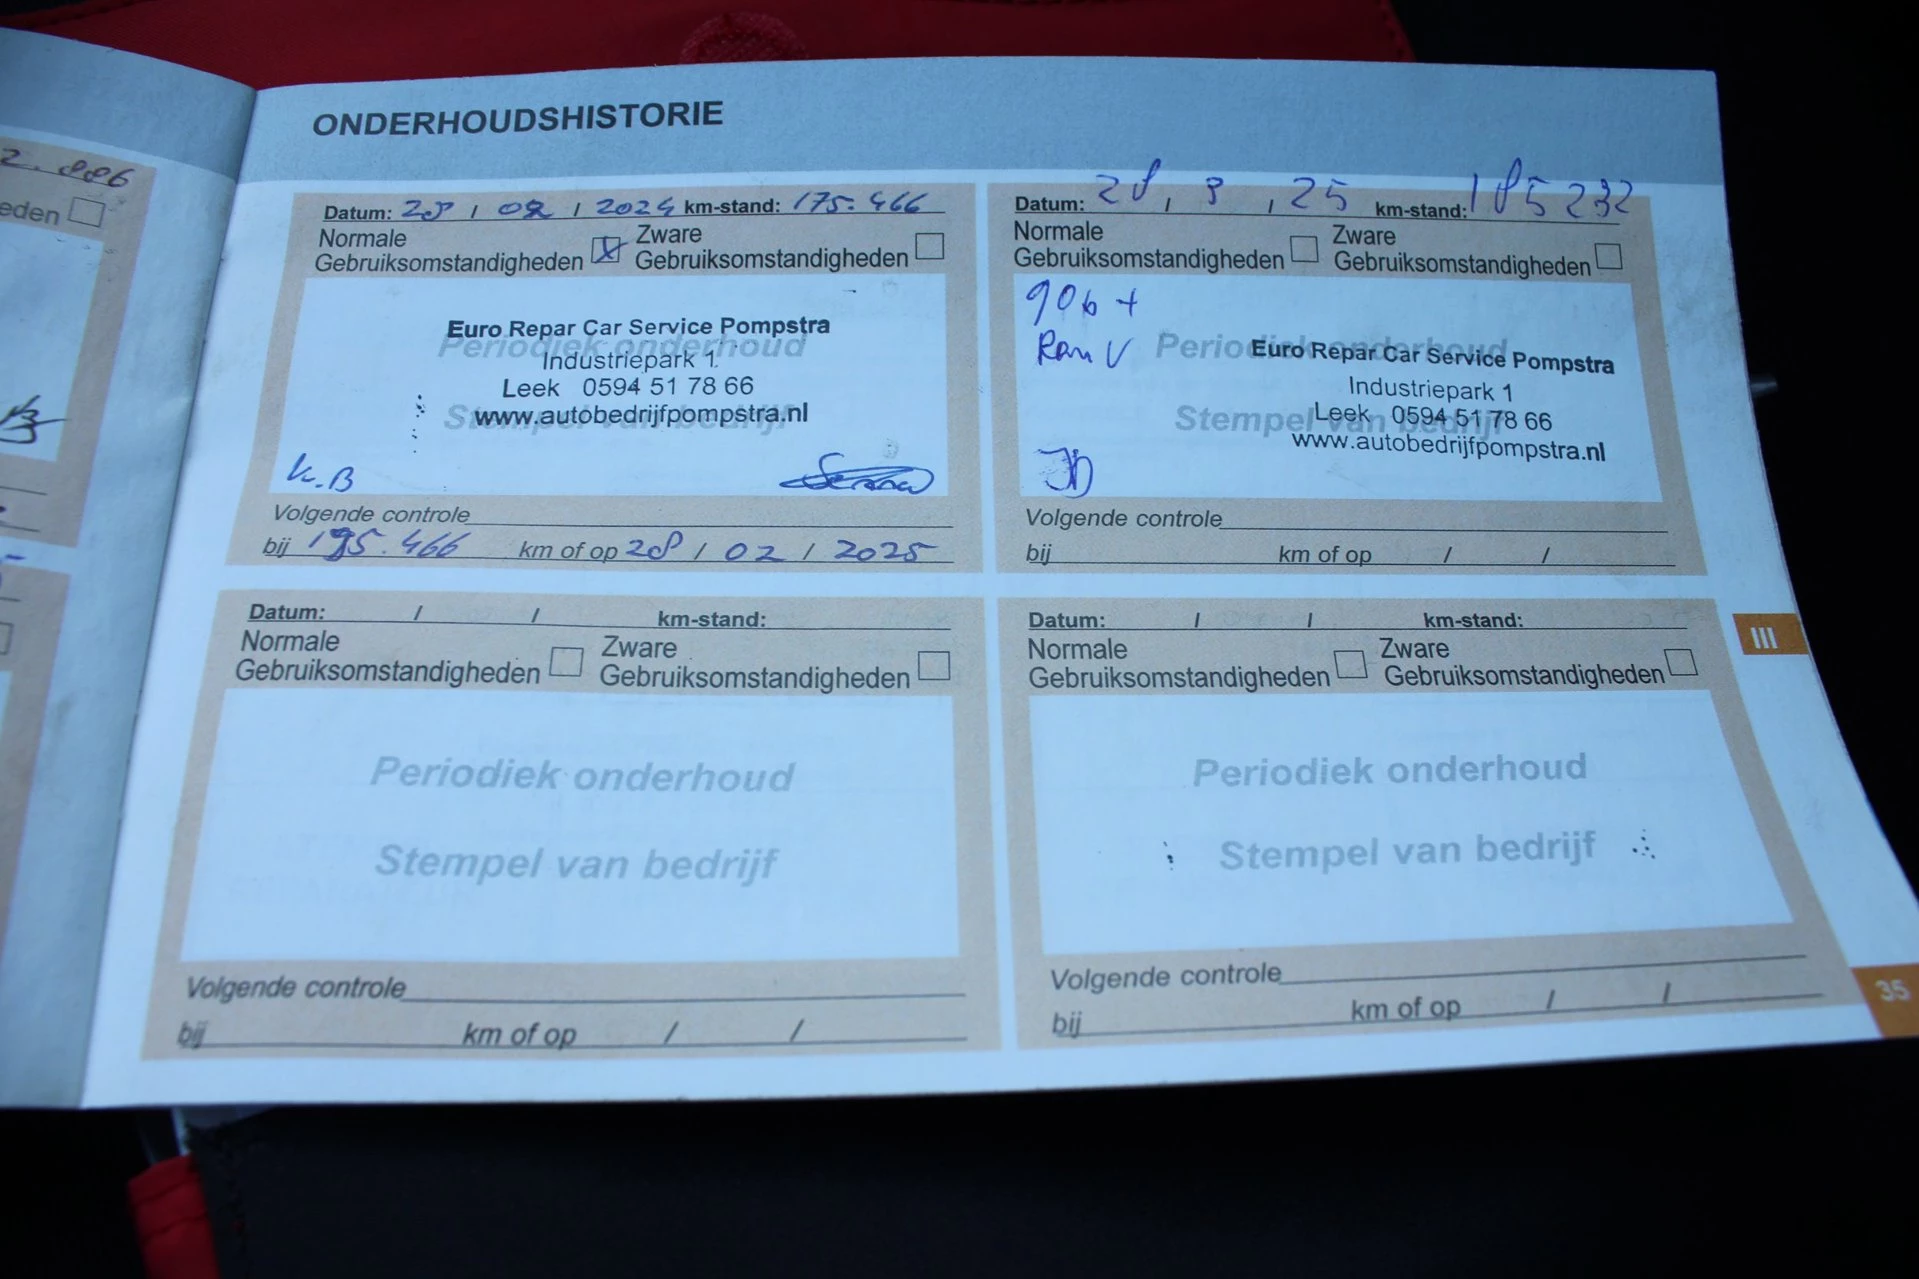 2.886
eden
ONDERHOUDSHISTORIE
Datum: 28 / 02 / 2024 km-stand: 175.466
Normale
Gebruiksomstandigheden
Zware
Gebruiksomstandigheden
Periodiek onderhoud
Stempel van bedrijf
Euro Repar Car Service Pompstra
Industriepark 1
Leek 0594 51 78 66
www.autobedrijfpompstra.nl
K.B
Volgende controle
bij 195.466 km of op 28 / 02 / 2025
Datum: 28 / 3 / 25 km-stand: 185232
Normale
Gebruiksomstandigheden
Zware
Gebruiksomstandigheden
90b +
Periodiek onderhoud
Stempel van bedrijf
Euro Repar Car Service Pompstra
Industriepark 1
Leek 0594 51 78 66
www.autobedrijfpompstra.nl
Volgende controle
bij km of op / /
Datum: / / km-stand:
Normale
Gebruiksomstandigheden
Zware
Gebruiksomstandigheden
Periodiek onderhoud
Stempel van bedrijf
Volgende controle
bij km of op / /
Datum: / / km-stand:
Normale
Gebruiksomstandigheden
Zware
Gebruiksomstandigheden
Periodiek onderhoud
Stempel van bedrijf
Volgende controle
bij km of op / /
III
35